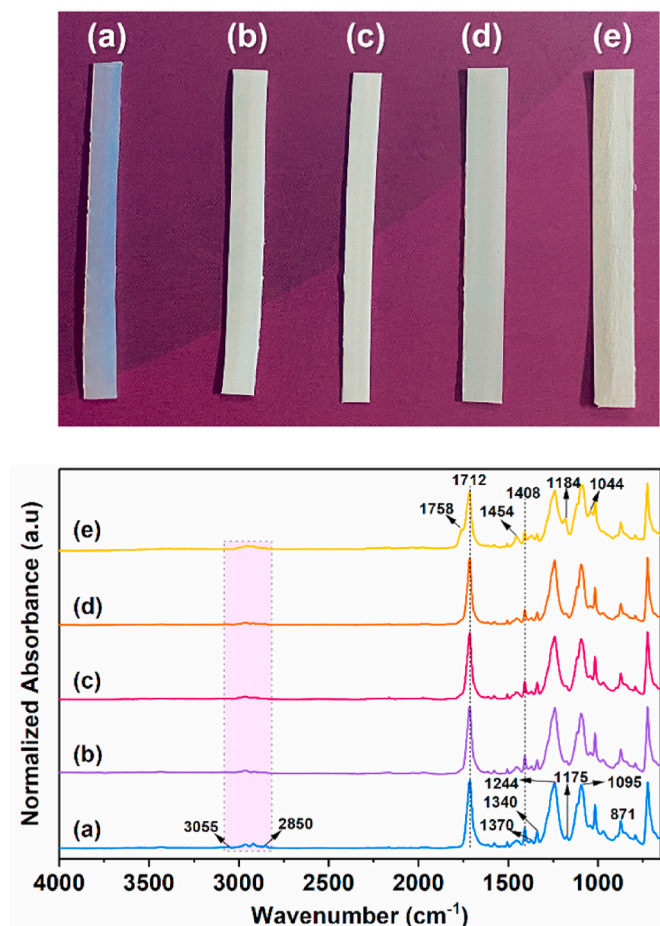 (a) (b) (c) (d) (e)
Normalized Absorbance (a.u)
1712
1758
1454
1408
1184
1044
(e)
(d)
(c)
(b)
1244
1175
1095
1340
1370
871
(a)
3055
2850
4000 3500 3000 2500 2000 1500 1000
Wavenumber (cm⁻¹)